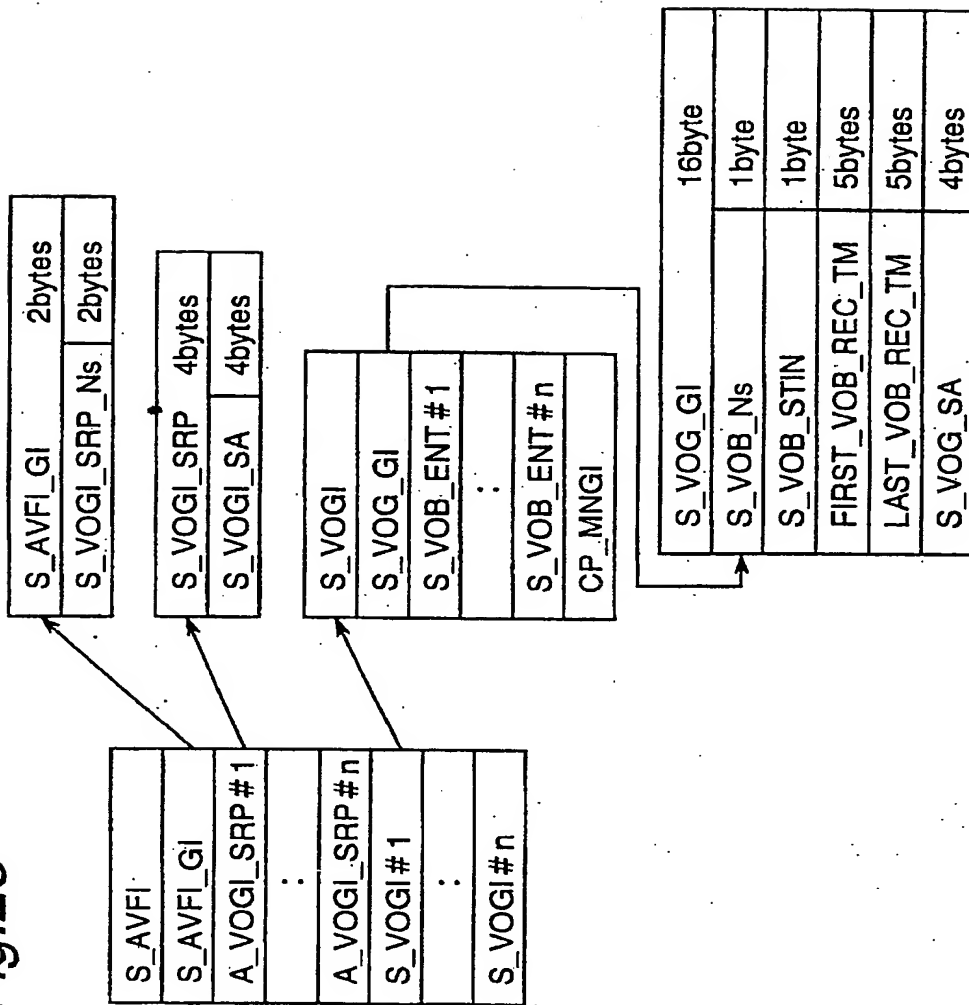 S_AVFI
S_AVFI_GI
A_VOGI_SRP#1
:
A_VOGI_SRP#n
S_VOGI#1
:
S_VOGI#n
S_AVFI_GI 2bytes
S_VOGI_SRP_Ns 2bytes
S_VOGI_SRP 4bytes
S_VOGI_SA 4bytes
S_VOGI
S_VOG_GI
S_VOB_ENT#1
:
S_VOB_ENT#n
CP_MNGI
S_VOG_GI 16byte
S_VOB_Ns 1byte
S_VOB_STIN 1byte
FIRST_VOB_REC_TM 5bytes
LAST_VOB_REC_TM 5bytes
S_VOG_SA 4bytes